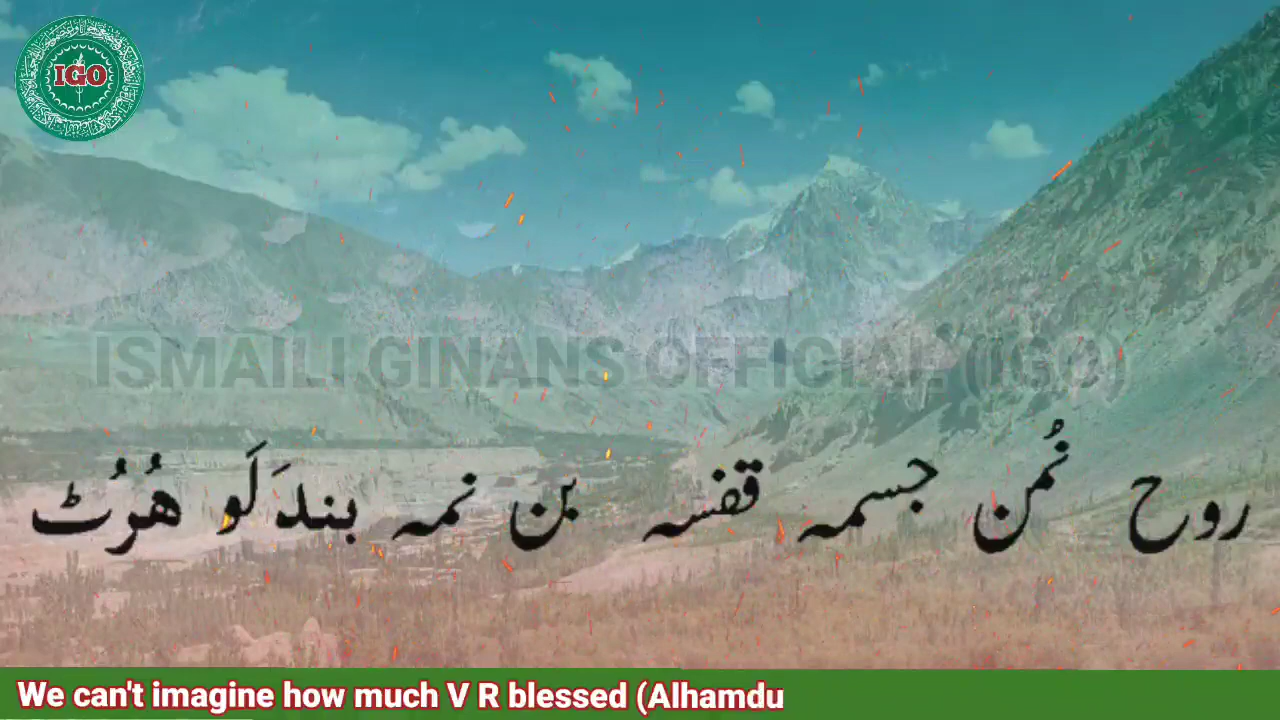 IGO
ISMAILI GINANS OFFICIAL (IGO)
روح نُمن جسمہ قفسہ بن نمہ بندَلَو ھُرُٹ
We can't imagine how much V R blessed (Alhamdu